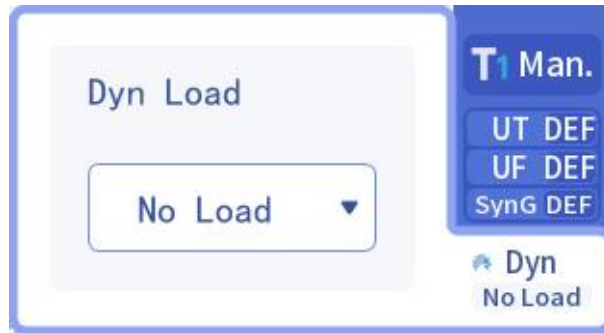 Dyn Load
No Load
T1 Man.
UT DEF
UF DEF
SynG DEF
Dyn
No Load